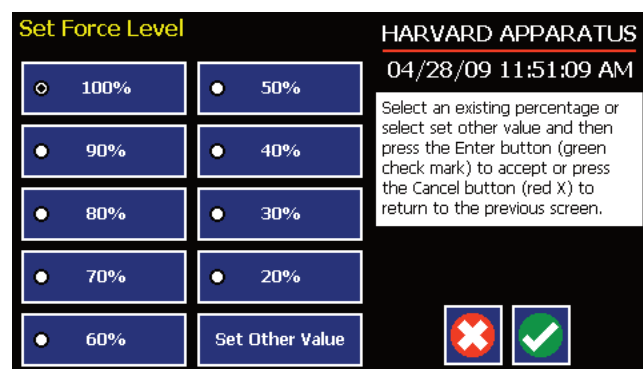 Set Force Level
100%
90%
80%
70%
60%
50%
40%
30%
20%
Set Other Value
HARVARD APPARATUS
04/28/09 11:51:09 AM
Select an existing percentage or
select set other value and then
press the Enter button (green
check mark) to accept or press
the Cancel button (red X) to
return to the previous screen.